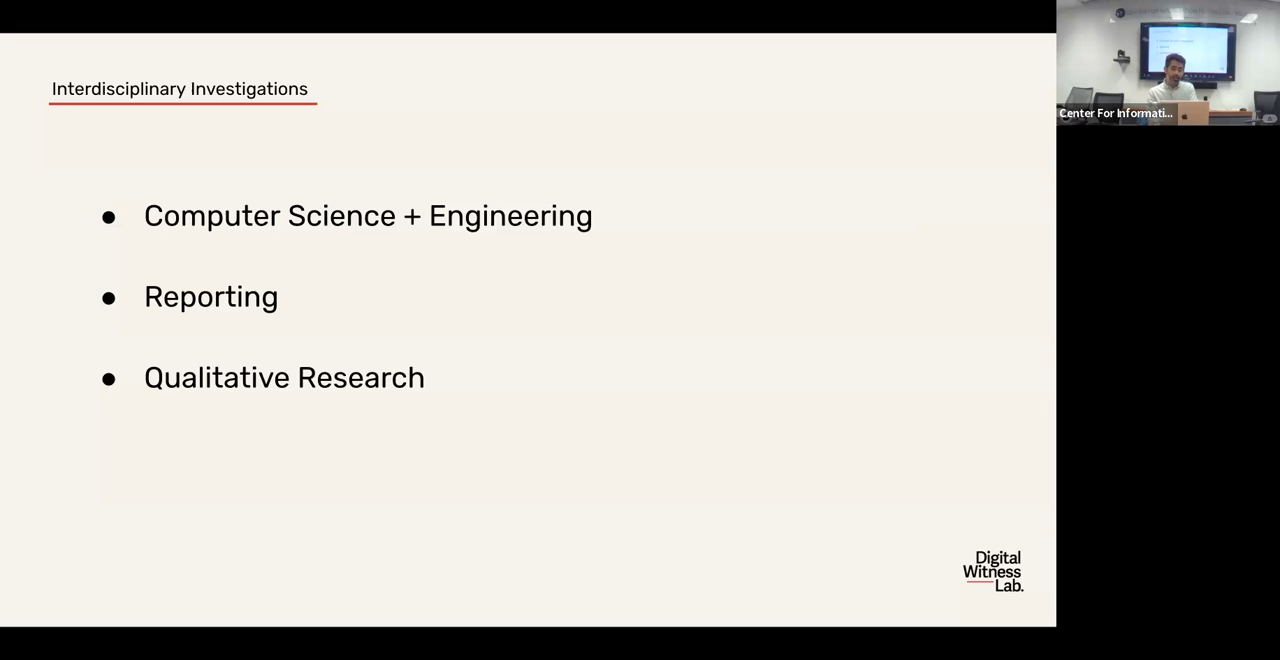 Interdisciplinary Investigations
● Computer Science + Engineering
● Reporting
● Qualitative Research
Digital
Witness
Lab.
Center For Informati...